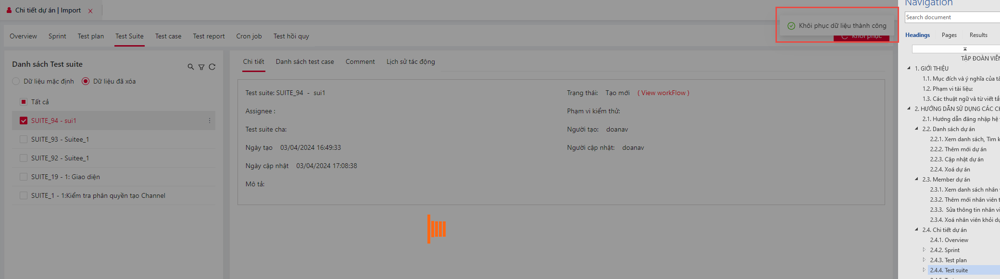 Chi tiết dự án | Import
Khôi phục dữ liệu thành công
Overview Sprint Test plan Test Suite Test case Test report Cron job Test hồi quy
Khôi phục
Danh sách Test suite
Dữ liệu mặc định Dữ liệu đã xóa
Tất cả
SUITE_94 - sui1
SUITE_93 - Suitee_1
SUITE_92 - Suitee_1
SUITE_19 - 1: Giao diện
SUITE_1 - 1:Kiểm tra phân quyền tạo Channel
Chi tiết Danh sách test case Comment Lịch sử tác động
Test suite: SUITE_94 - sui1
Trạng thái: Tạo mới ( View workFlow )
Assignee :
Phạm vi kiểm thử:
Test suite cha:
Người tạo: doanav
Ngày tạo 03/04/2024 16:49:33
Người cập nhật: doanav
Ngày cập nhật 03/04/2024 17:08:38
Mô tả:
Navigation
Search document
Headings Pages Results
TẬP ĐOÀN
1. GIỚI THIỆU
1.1. Mục đích và ý nghĩa của
1.2. Phạm vi tài liệu:
1.3. Các thuật ngữ và từ viết
2. HƯỚNG DẪN SỬ DỤNG CÁC
2.1. Hướng dẫn đăng nhập hệ
2.2. Danh sách dự án
2.2.1. Xem danh sách, Tìm
2.2.2. Thêm mới dự án
2.2.3. Cập nhật dự án
2.2.4. Xoá dự án
2.3. Member dự án
2.3.1. Xem danh sách nhân
2.3.2. Thêm mới nhân viên
2.3.3. Sửa thông tin nhân
2.3.4. Xoá nhân viên khỏi
2.4. Chi tiết dự án
2.4.1. Overview
2.4.2. Sprint
2.4.3. Test plan
2.4.4. Test suite